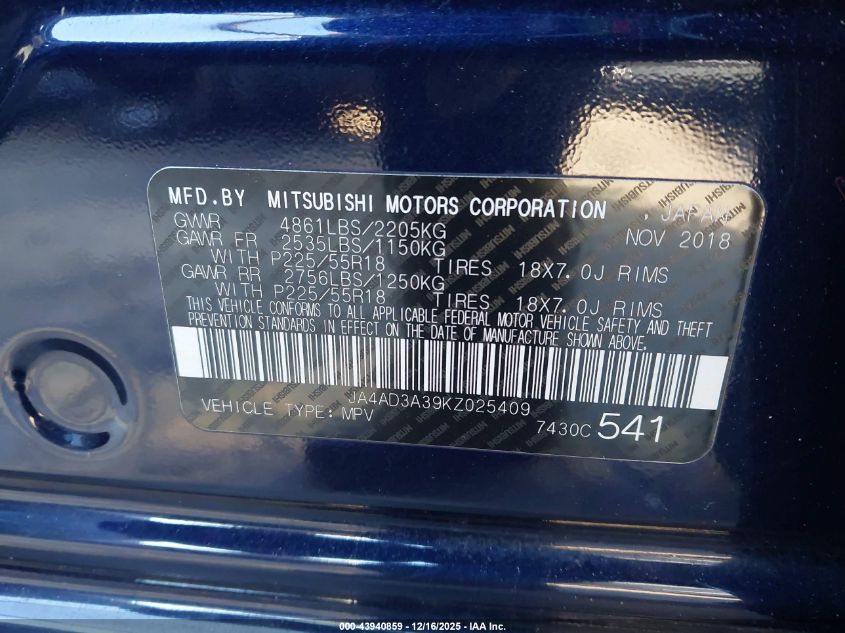 MFD.BY MITSUBISHI MOTORS CORPORATION , JAPAN
GVWR 4861LBS/2205KG NOV 2018
GAWR FR 2535LBS/1150KG
WITH P225/55R18 TIRES 18X7.0J RIMS
GAWR RR 2756LBS/1250KG
WITH P225/55R18 TIRES 18X7.0J RIMS
THIS VEHICLE CONFORMS TO ALL APPLICABLE FEDERAL MOTOR VEHICLE SAFETY AND THEFT
PREVENTION STANDARDS IN EFFECT ON THE DATE OF MANUFACTURE SHOWN ABOVE.
JA4AD3A39KZ025409
VEHICLE TYPE: MPV 7430C 541
000-43940859 - 12/16/2025 - IAA Inc.